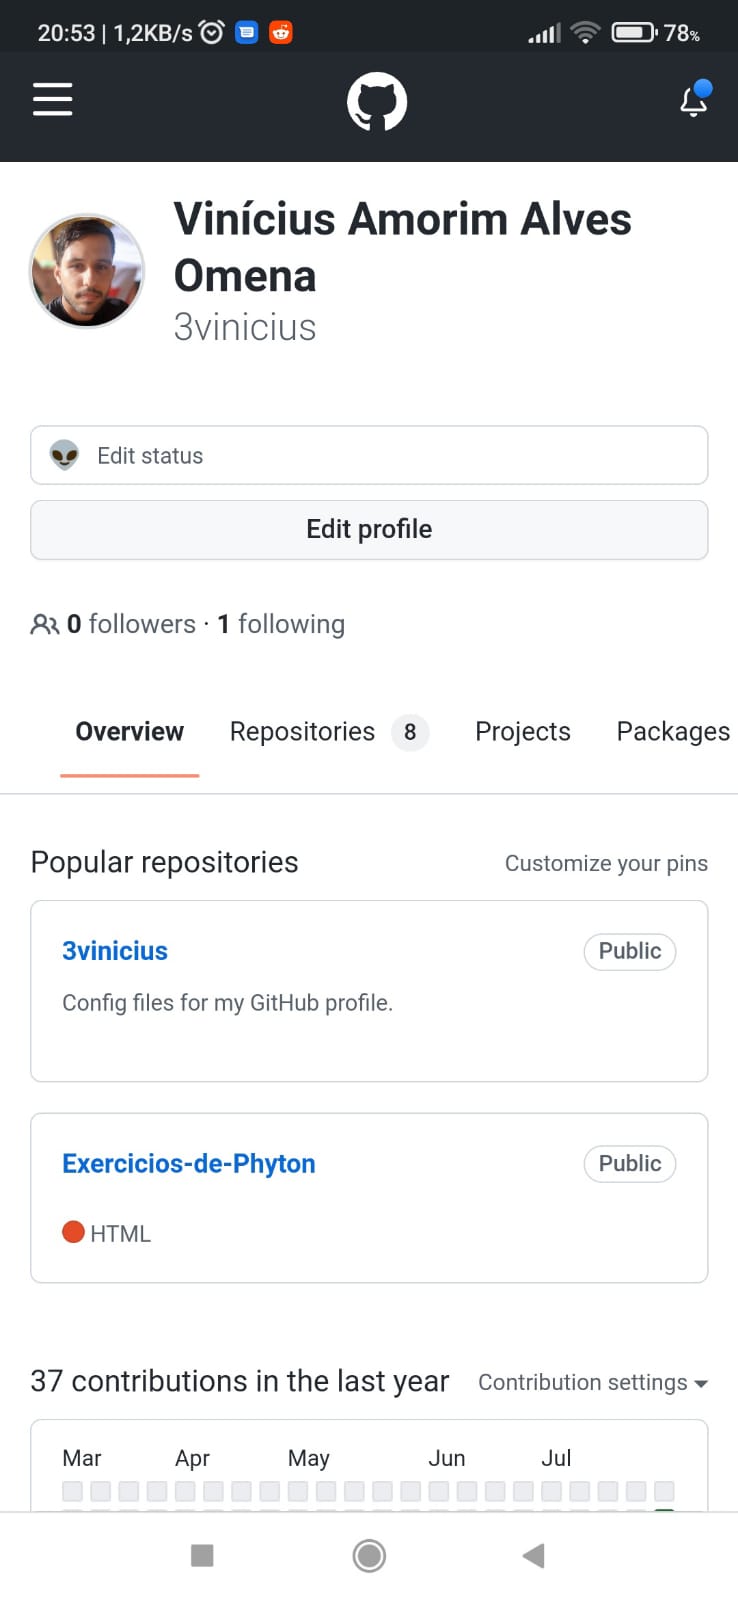 20:53 | 1,2KB/s 78%
Vinícius Amorim Alves
Omena
3vinicius
Edit status
Edit profile
0 followers · 1 following
Overview Repositories 8 Projects Packages
Popular repositories Customize your pins
3vinicius Public
Config files for my GitHub profile.
Exercicios-de-Phyton Public
HTML
37 contributions in the last year Contribution settings
Mar Apr May Jun Jul